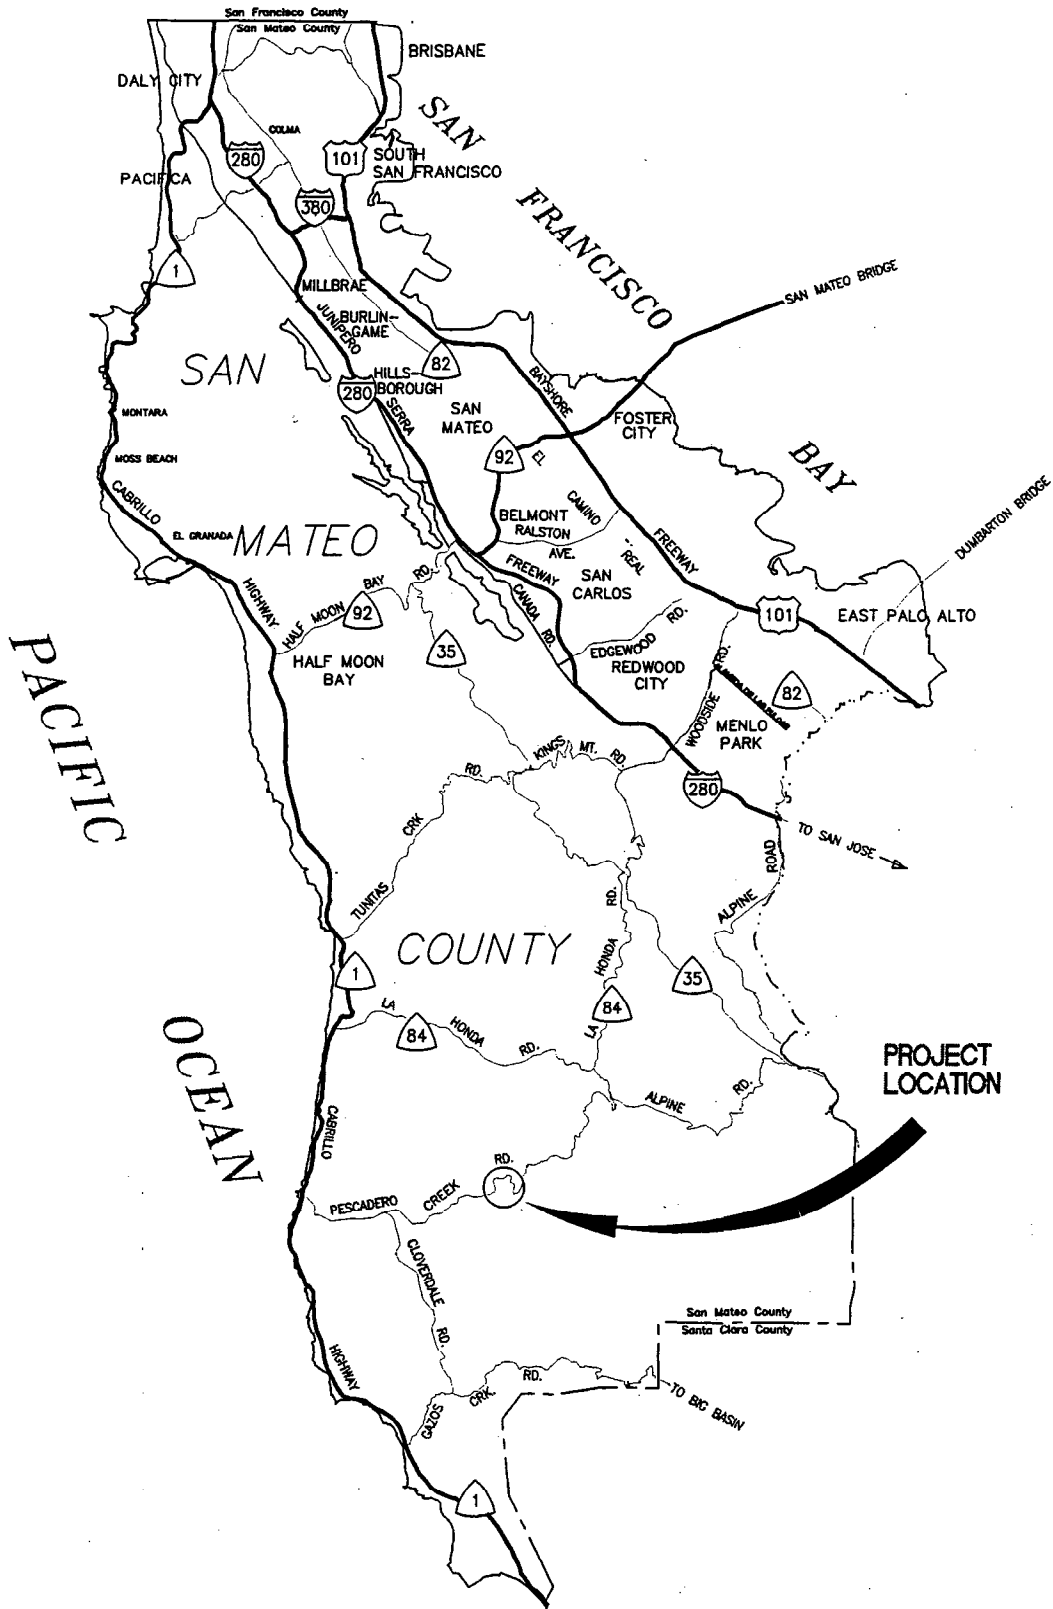 San Francisco County
San Mateo County
BRISBANE
DALY CITY
SAN
COLMA
280
101
SOUTH
SAN FRANCISCO
PACIFICA
380
FRANCISCO
1
SAN MATEO BRIDGE
MILLBRAE
JUNIPERO
BURLIN-
GAME
82
SAN
HILLS-
BOROUGH
280
SERRA
BAYSHORE
SAN
MATEO
FOSTER
CITY
MONTARA
92
EL
BAY
MOSS BEACH
CABRILLO
CAMINO
DUMBARTON BRIDGE
BELMONT
RALSTON
AVE.
EL GRANADA
MATEO
REAL
FREEWAY
FREEWAY
SAN
CARLOS
HIGHWAY
HALF MOON BAY RD.
92
CANADA RD.
101
EAST PALO ALTO
35
EDGEWOOD RD.
HALF MOON
BAY
REDWOOD
CITY
PACIFIC
WOODSIDE RD.
82
MENLO
PARK
KINGS MT. RD.
280
TO SAN JOSE
TUNITAS CRK RD.
ALPINE ROAD
COUNTY
LA HONDA RD.
35
1
84
LA HONDA RD.
84
OCEAN
PROJECT
LOCATION
ALPINE RD.
CABRILLO
PESCADERO CREEK RD.
CLOVERDALE RD.
San Mateo County
Santa Clara County
HIGHWAY
GAZOS CRK. RD.
TO BIG BASIN
1